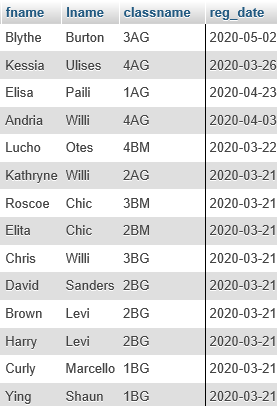 fname lname classname reg_date
Blythe Burton 3AG 2020-05-02
Kessia Ulises 4AG 2020-03-26
Elisa Paili 1AG 2020-04-23
Andria Willi 4AG 2020-04-03
Lucho Otes 4BM 2020-03-22
Kathryne Willi 2AG 2020-03-21
Roscoe Chic 3BM 2020-03-21
Elita Chic 2BM 2020-03-21
Chris Willi 3BG 2020-03-21
David Sanders 2BG 2020-03-21
Brown Levi 2BG 2020-03-21
Harry Levi 2BG 2020-03-21
Curly Marcello 1BG 2020-03-21
Ying Shaun 1BG 2020-03-21